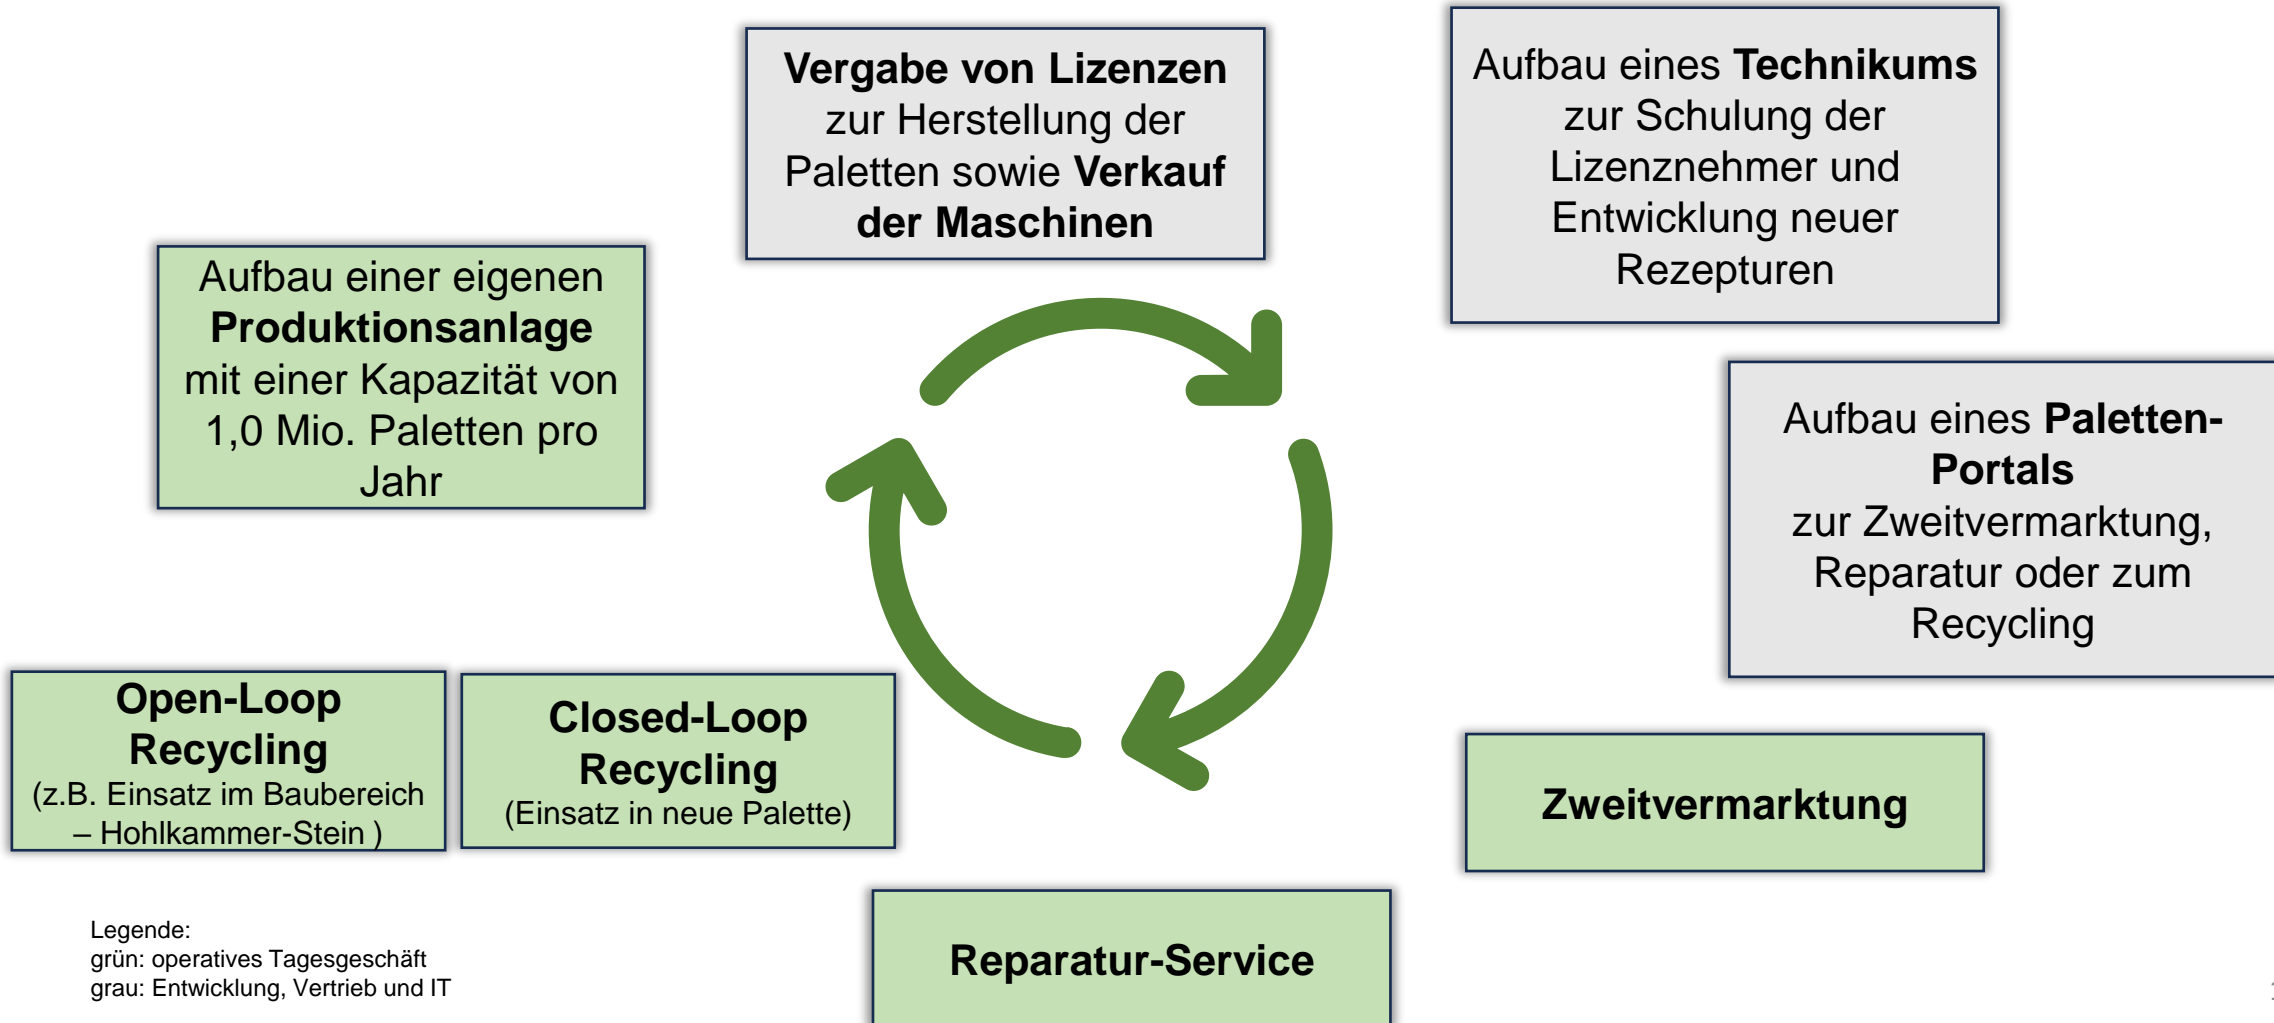 Vergabe von Lizenzen
zur Herstellung der
Paletten sowie Verkauf
der Maschinen
Aufbau eines Technikums
zur Schulung der
Lizenznehmer und
Entwicklung neuer
Rezepturen
Aufbau einer eigenen
Produktionsanlage
mit einer Kapazität von
1,0 Mio. Paletten pro
Jahr
Aufbau eines Paletten-
Portals
zur Zweitvermarktung,
Reparatur oder zum
Recycling
Open-Loop
Recycling
(z.B. Einsatz im Baubereich
– Hohlkammer-Stein )
Closed-Loop
Recycling
(Einsatz in neue Palette)
Zweitvermarktung
Reparatur-Service
Legende:
grün: operatives Tagesgeschäft
grau: Entwicklung, Vertrieb und IT